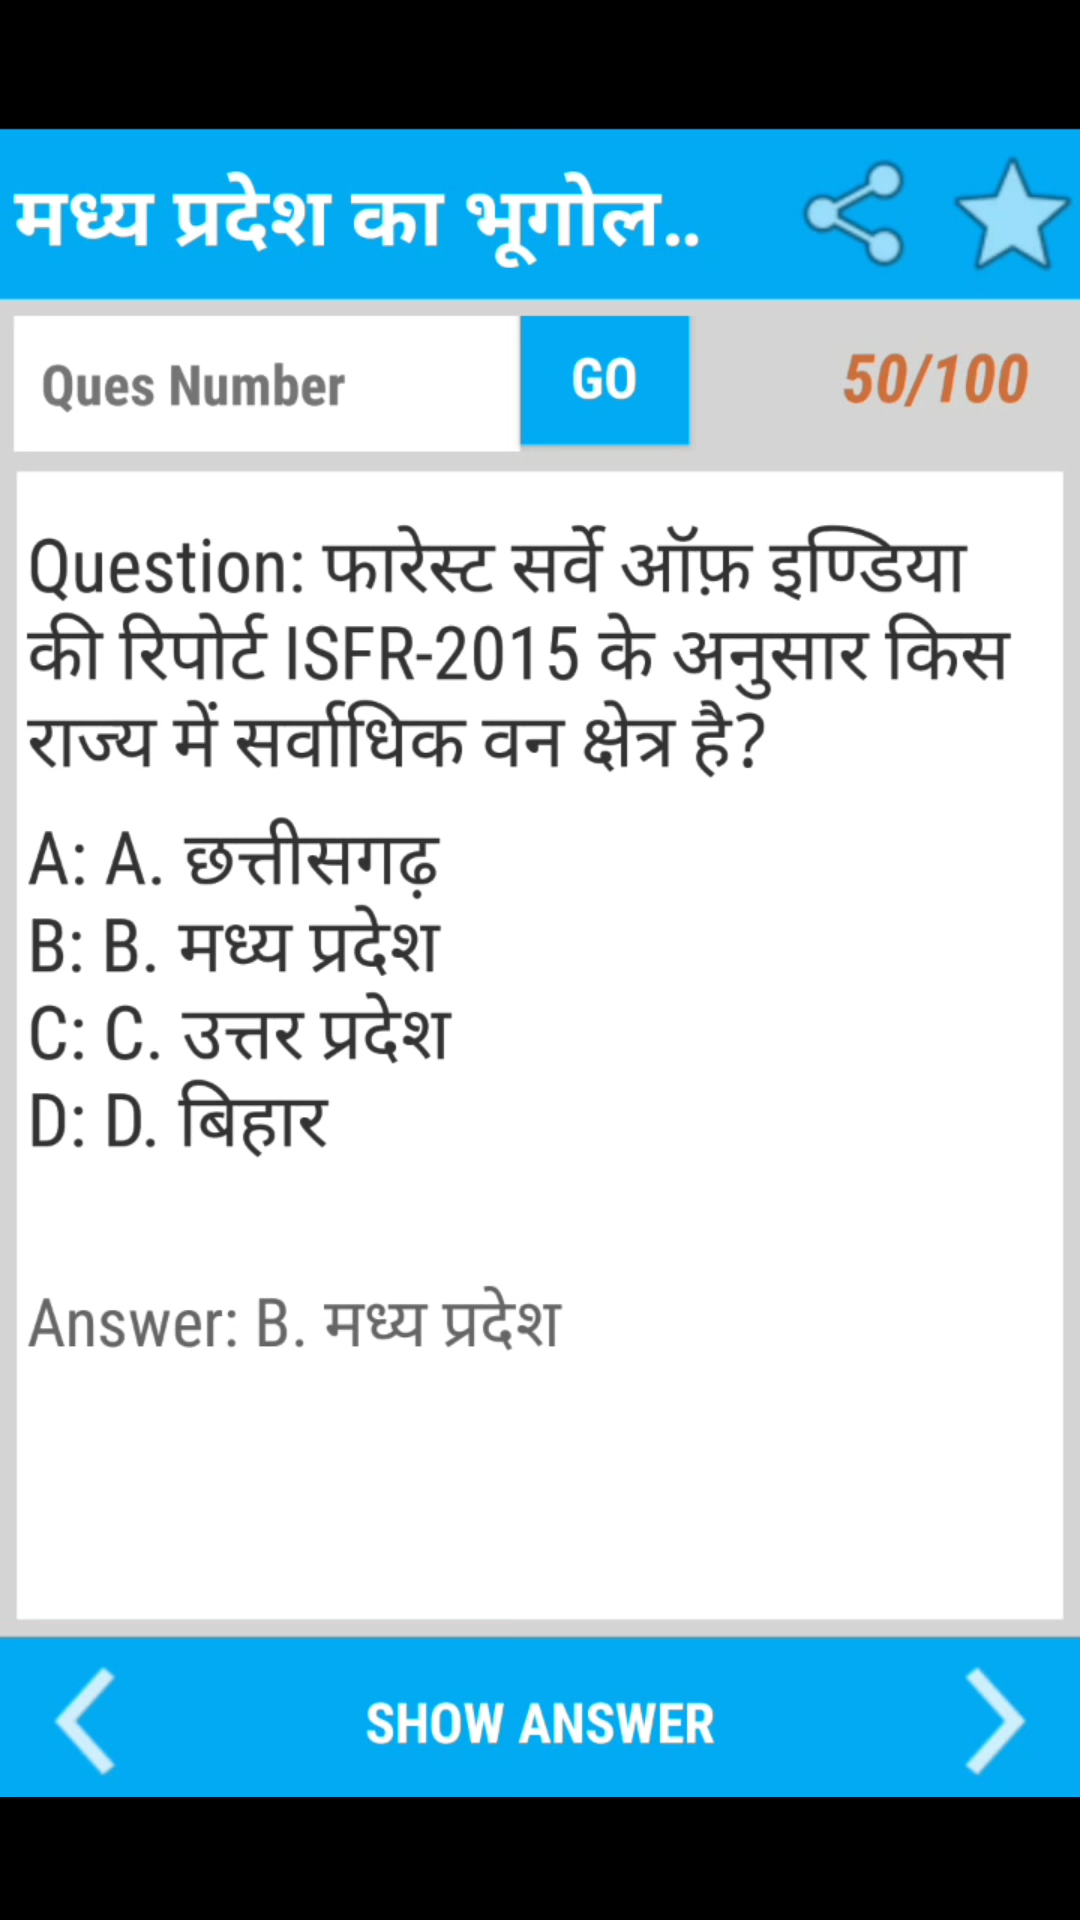 मध्य प्रदेश का भूगोल..
Ques Number
GO
50/100
Question: फारेस्ट सर्वे ऑफ़ इण्डिया
की रिपोर्ट ISFR-2015 के अनुसार किस
राज्य में सर्वाधिक वन क्षेत्र है?
A: A. छत्तीसगढ़
B: B. मध्य प्रदेश
C: C. उत्तर प्रदेश
D: D. बिहार
Answer: B. मध्य प्रदेश
SHOW ANSWER